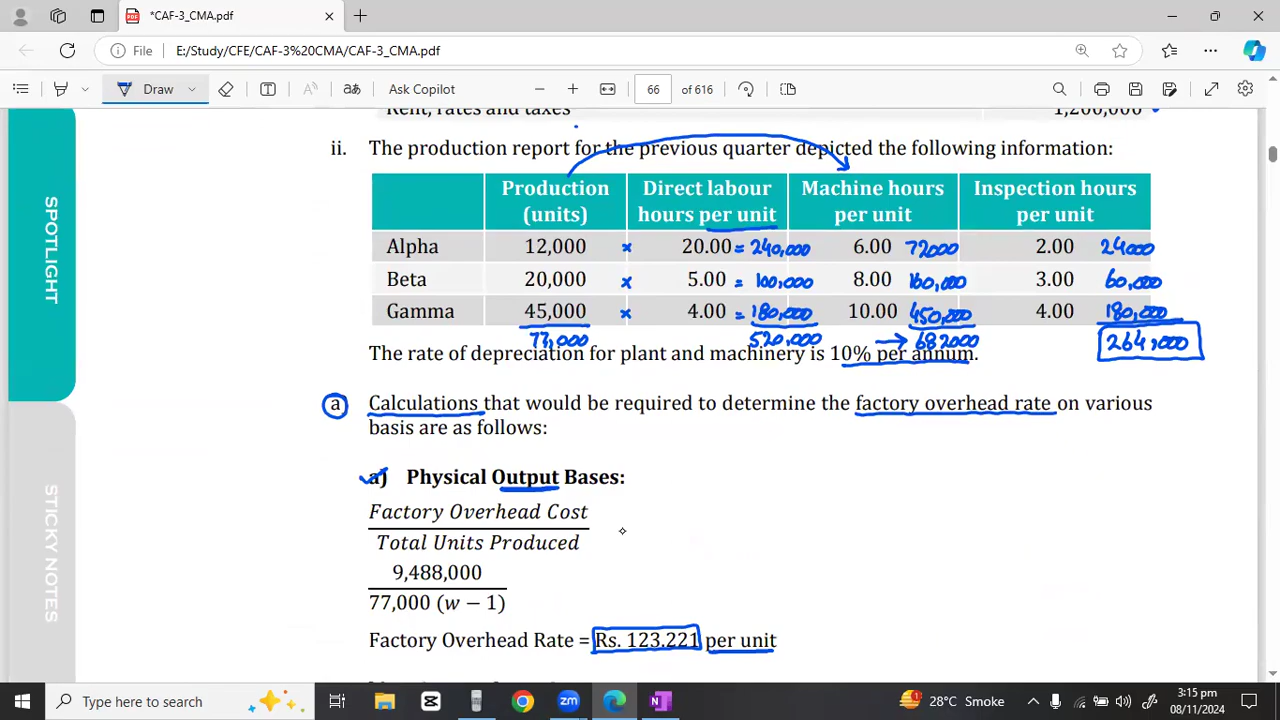 *CAF-3_CMA.pdf
File E:/Study/CFE/CAF-3%20CMA/CAF-3_CMA.pdf
Draw Ask Copilot 66 of 616
Rent, rates and taxes 1,200,000
ii. The production report for the previous quarter depicted the following information:
Production (units) Direct labour hours per unit Machine hours per unit Inspection hours per unit
Alpha 12,000 × 20.00 = 240,000 6.00 72000 2.00 24000
Beta 20,000 × 5.00 = 100,000 8.00 160,000 3.00 60,000
Gamma 45,000 × 4.00 = 180,000 10.00 450,000 4.00 180,000
77,000 520,000 → 682000 264,000
The rate of depreciation for plant and machinery is 10% per annum.
a Calculations that would be required to determine the factory overhead rate on various
basis are as follows:
a) Physical Output Bases:
Factory Overhead Cost
Total Units Produced
9,488,000
77,000 (w − 1)
Factory Overhead Rate = Rs. 123.221 per unit
SPOTLIGHT
STICKY NOTES
Type here to search
zm
1
28°C Smoke
3:15 pm
08/11/2024